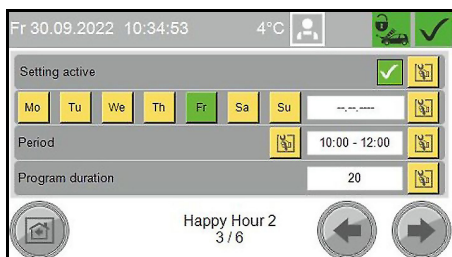 Fr 30.09.2022 10:34:53 4°C
Setting active
Mo Tu We Th Fr Sa Su --.--.----
Period 10:00 - 12:00
Program duration 20
Happy Hour 2
3 / 6